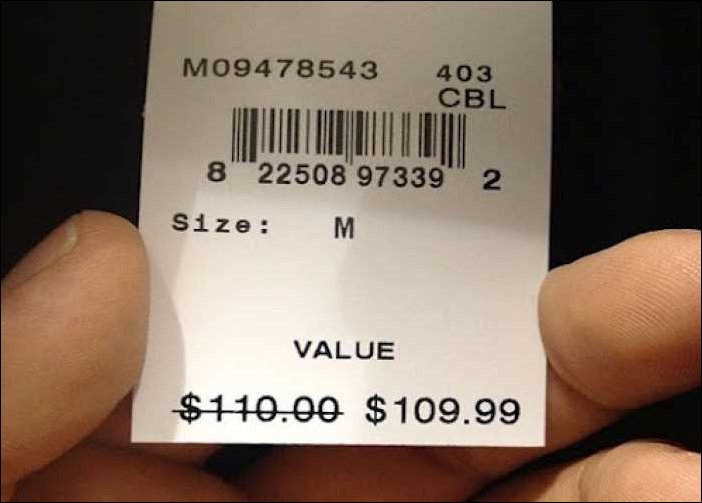 M09478543 403
CBL
8 22508 97339 2
Size: M
VALUE
$110.00 $109.99